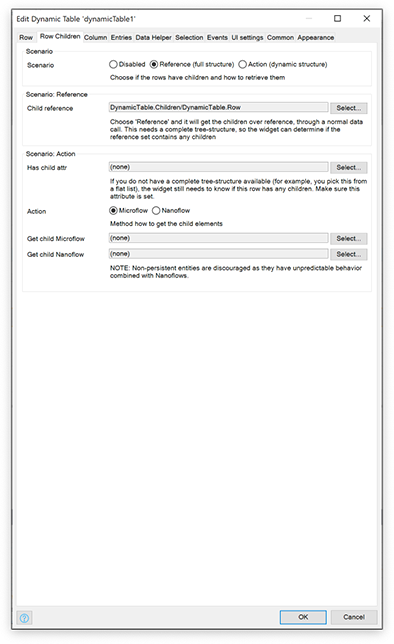 Edit Dynamic Table 'dynamicTable1'
Row Row Children Column Entries Data Helper Selection Events UI settings Common Appearance
Scenario
Scenario Disabled Reference (full structure) Action (dynamic structure)
Choose if the rows have children and how to retrieve them
Scenario: Reference
Child reference DynamicTable.Children/DynamicTable.Row Select...
Choose 'Reference' and it will get the children over reference, through a normal data
call. This needs a complete tree-structure, so the widget can determine if the
reference set contains any children
Scenario: Action
Has child attr (none) Select...
If you do not have a complete tree-structure available (for example, you pick this from
a flat list), the widget still needs to know if this row has any children. Make sure this
attribute is set.
Action Microflow Nanoflow
Method how to get the child elements
Get child Microflow (none) Select...
Get child Nanoflow (none) Select...
NOTE: Non-persistent entities are discouraged as they have unpredictable behavior
combined with Nanoflows.
? OK Cancel